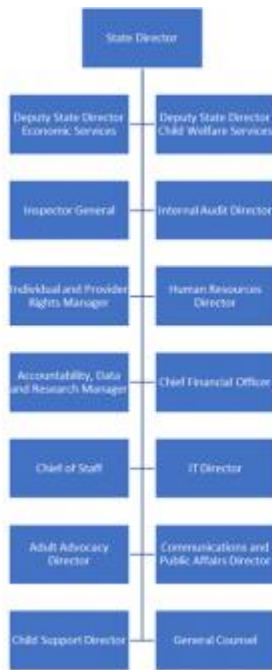 State Director
Deputy State Director
Economic Services
Deputy State Director
Child Welfare Services
Inspector General
Internal Audit Director
Individual and Provider
Rights Manager
Human Resources
Director
Accountability, Data
and Research Manager
Chief Financial Officer
Chief of Staff
IT Director
Adult Advocacy
Director
Communications and
Public Affairs Director
Child Support Director
General Counsel